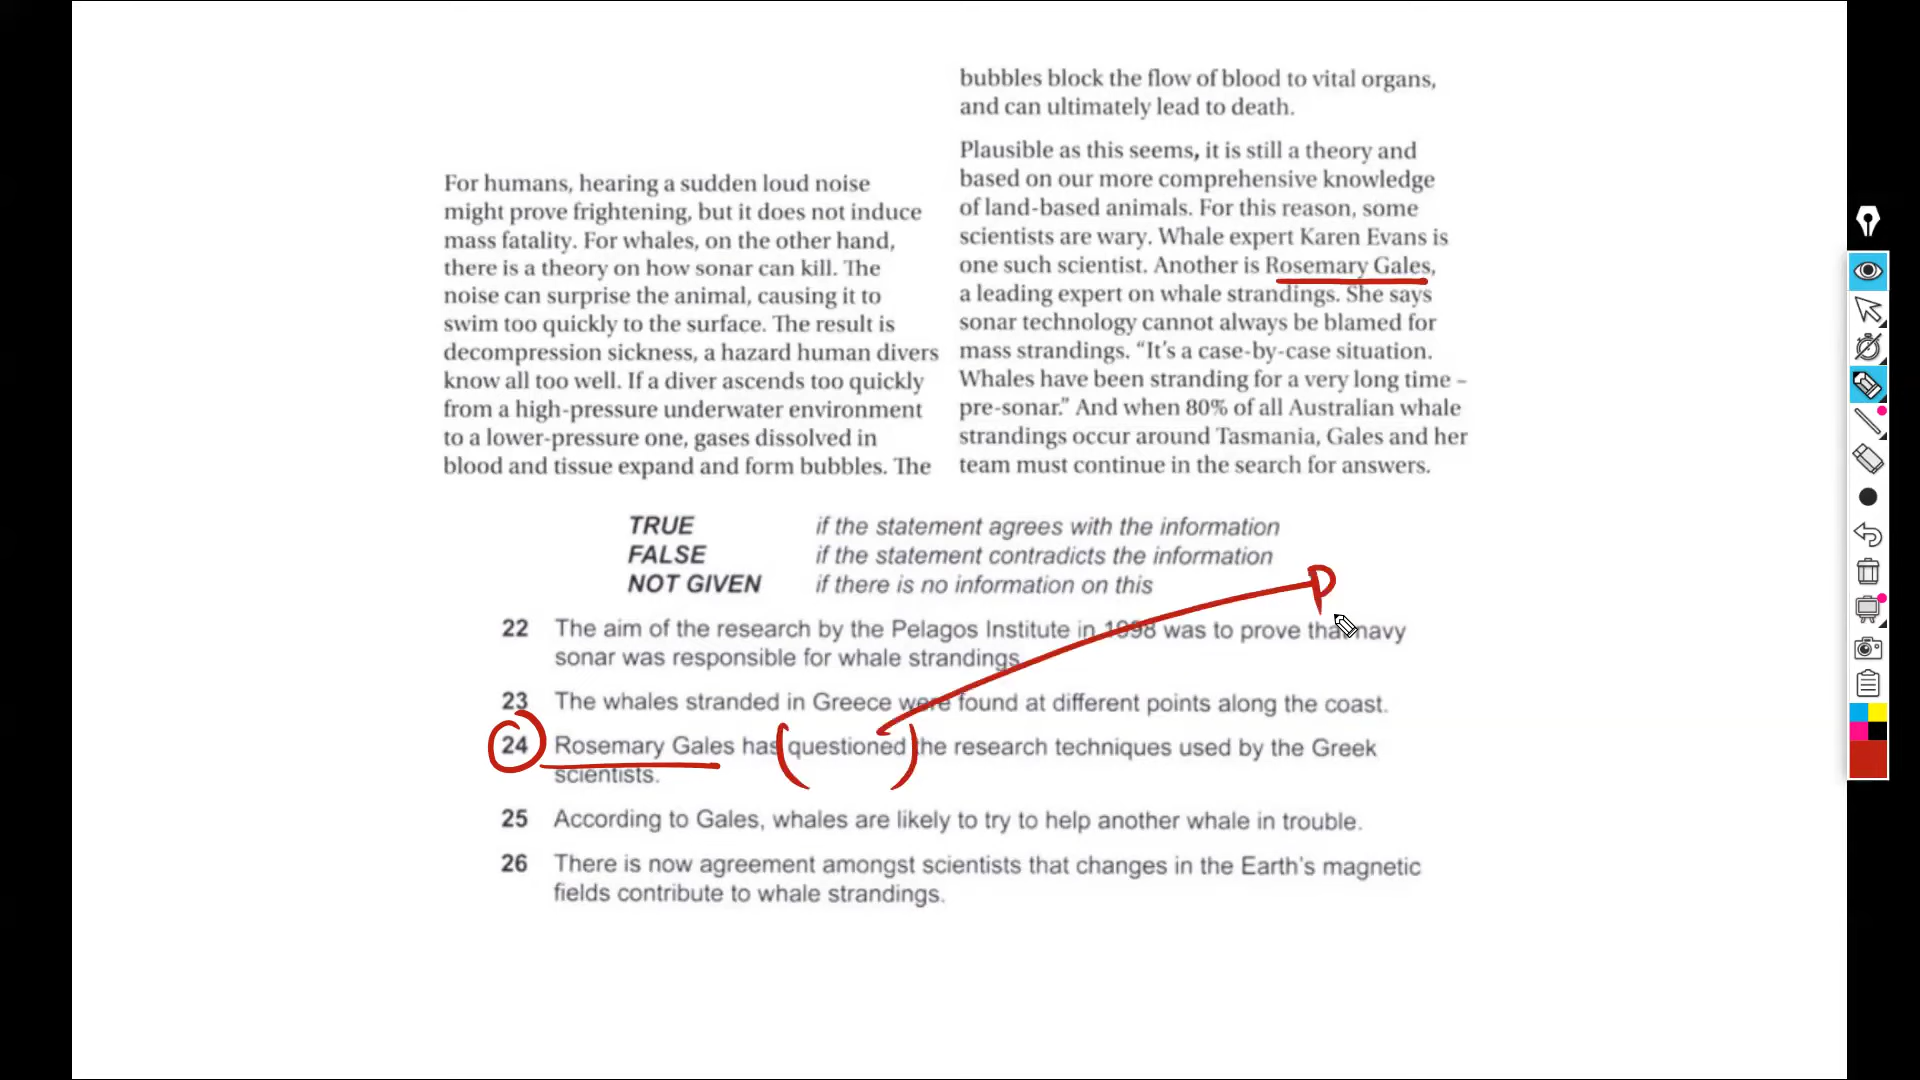 For humans, hearing a sudden loud noise
might prove frightening, but it does not induce
mass fatality. For whales, on the other hand,
there is a theory on how sonar can kill. The
noise can surprise the animal, causing it to
swim too quickly to the surface. The result is
decompression sickness, a hazard human divers
know all too well. If a diver ascends too quickly
from a high-pressure underwater environment
to a lower-pressure one, gases dissolved in
blood and tissue expand and form bubbles. The
bubbles block the flow of blood to vital organs,
and can ultimately lead to death.
Plausible as this seems, it is still a theory and
based on our more comprehensive knowledge
of land-based animals. For this reason, some
scientists are wary. Whale expert Karen Evans is
one such scientist. Another is Rosemary Gales,
a leading expert on whale strandings. She says
sonar technology cannot always be blamed for
mass strandings. “It’s a case-by-case situation.
Whales have been stranding for a very long time –
pre-sonar.” And when 80% of all Australian whale
strandings occur around Tasmania, Gales and her
team must continue in the search for answers.
TRUE if the statement agrees with the information
FALSE if the statement contradicts the information
NOT GIVEN if there is no information on this
P
22 The aim of the research by the Pelagos Institute in 1998 was to prove that navy
sonar was responsible for whale strandings.
23 The whales stranded in Greece were found at different points along the coast.
24 Rosemary Gales has (questioned) the research techniques used by the Greek
scientists.
25 According to Gales, whales are likely to try to help another whale in trouble.
26 There is now agreement amongst scientists that changes in the Earth’s magnetic
fields contribute to whale strandings.